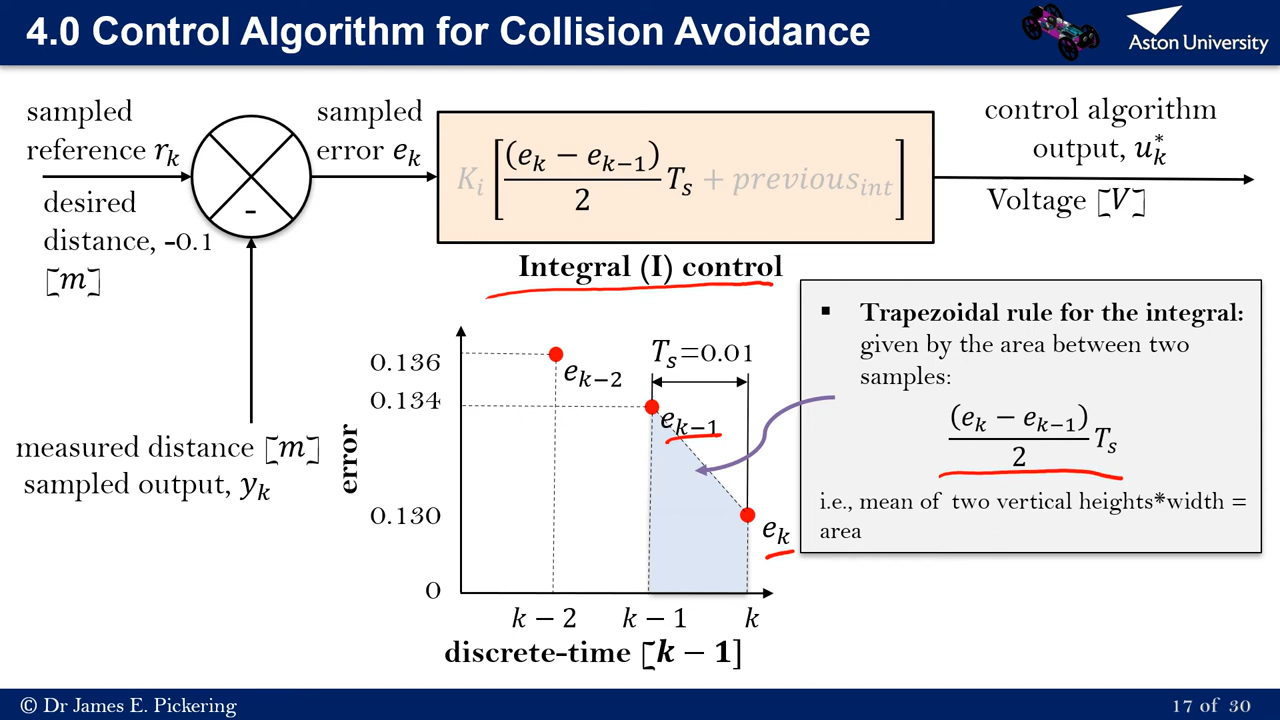 4.0 Control Algorithm for Collision Avoidance
Aston University
sampled
reference r_k
desired
distance, -0.1
[m]
-
sampled
error e_k
K_i [(e_k − e_{k−1})/2 T_s + previous_int]
control algorithm
output, u_k^*
Voltage [V]
Integral (I) control
measured distance [m]
sampled output, y_k
error
0.136
0.134
0.130
0
e_{k−2}
T_s=0.01
e_{k−1}
e_k
k − 2
k − 1
k
discrete-time [k − 1]
▪ Trapezoidal rule for the integral:
given by the area between two
samples:
(e_k − e_{k−1})/2 T_s
i.e., mean of two vertical heights*width =
area
© Dr James E. Pickering
17 of 30